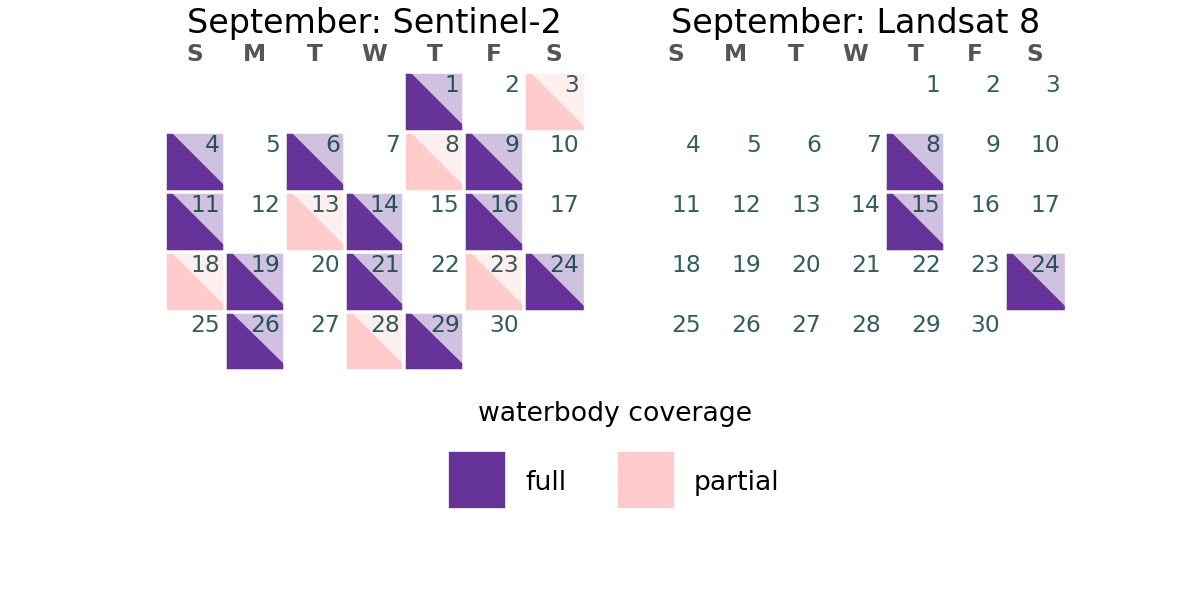 September: Sentinel-2
S M T W T F S
1 2 3
4 5 6 7 8 9 10
11 12 13 14 15 16 17
18 19 20 21 22 23 24
25 26 27 28 29 30
September: Landsat 8
S M T W T F S
1 2 3
4 5 6 7 8 9 10
11 12 13 14 15 16 17
18 19 20 21 22 23 24
25 26 27 28 29 30
waterbody coverage
full partial